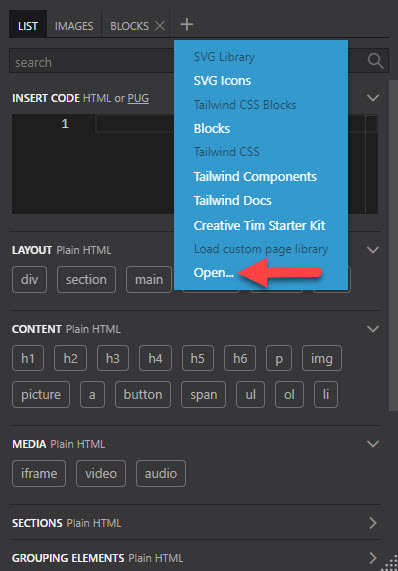 LIST IMAGES BLOCKS
search
SVG Library
SVG Icons
Tailwind CSS Blocks
Blocks
Tailwind CSS
Tailwind Components
Tailwind Docs
Creative Tim Starter Kit
Load custom page library
Open...
INSERT CODE HTML or PUG
1
LAYOUT Plain HTML
div section main
CONTENT Plain HTML
h1 h2 h3 h4 h5 h6 p img
picture a button span ul ol li
MEDIA Plain HTML
iframe video audio
SECTIONS Plain HTML
GROUPING ELEMENTS Plain HTML